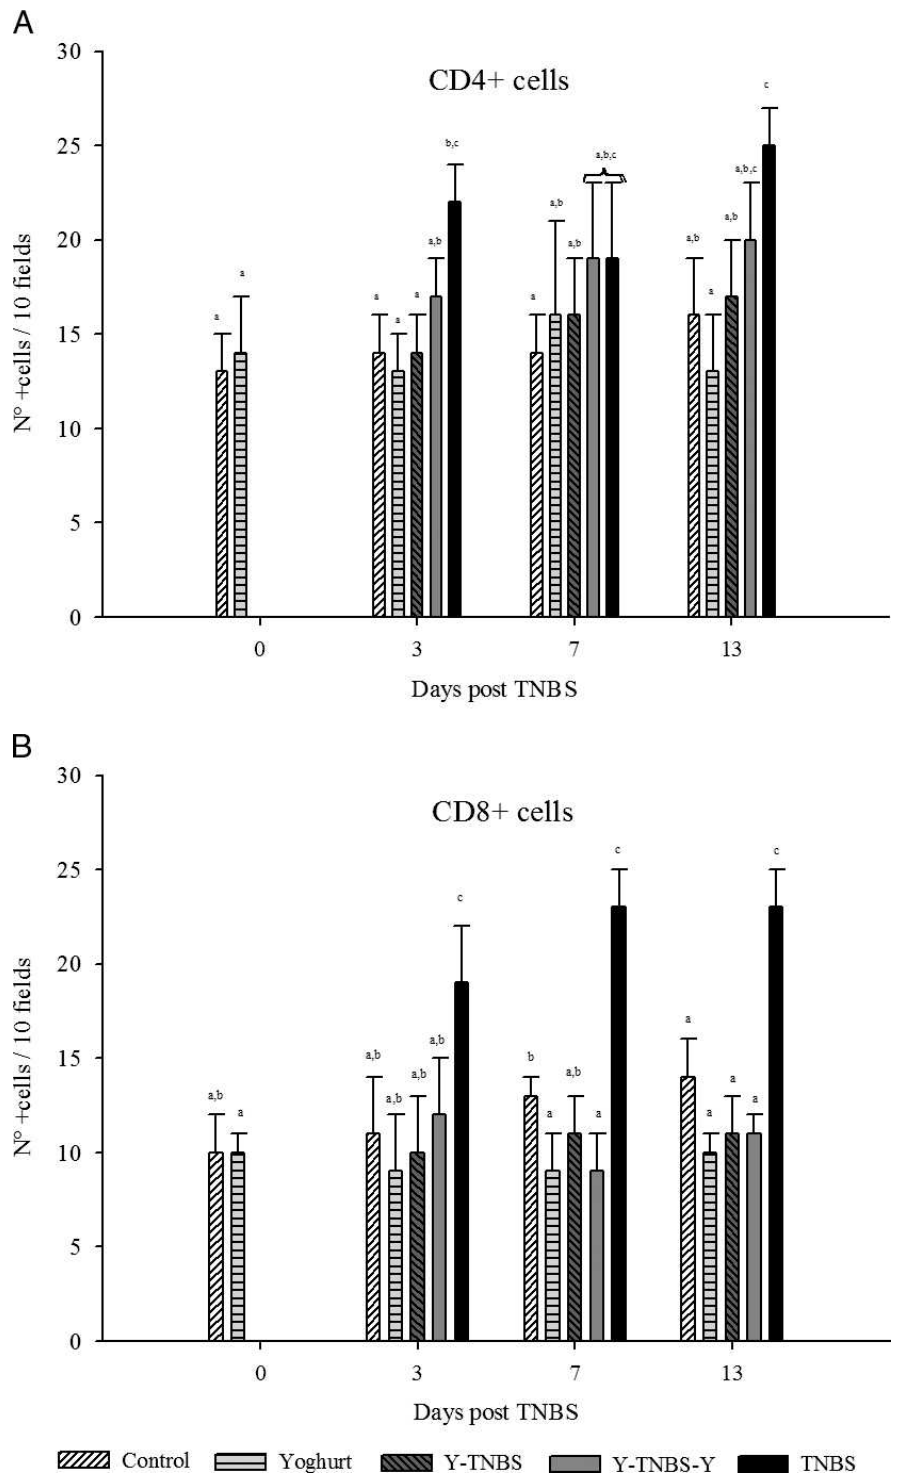 A
CD4+ cells
N° +cells / 10 fields
30
25
20
15
10
5
0
a
a
a
a
a
a,b
b,c
a
a,b
a,b
a,b,c
a,b
a
a,b
a,b,c
c
0
3
7
13
Days post TNBS
B
CD8+ cells
N° +cells / 10 fields
30
25
20
15
10
5
0
a,b
a
a,b
a,b
a,b
a,b
c
b
a
a,b
a
c
a
a
a
a
c
0
3
7
13
Days post TNBS
Control
Yoghurt
Y-TNBS
Y-TNBS-Y
TNBS